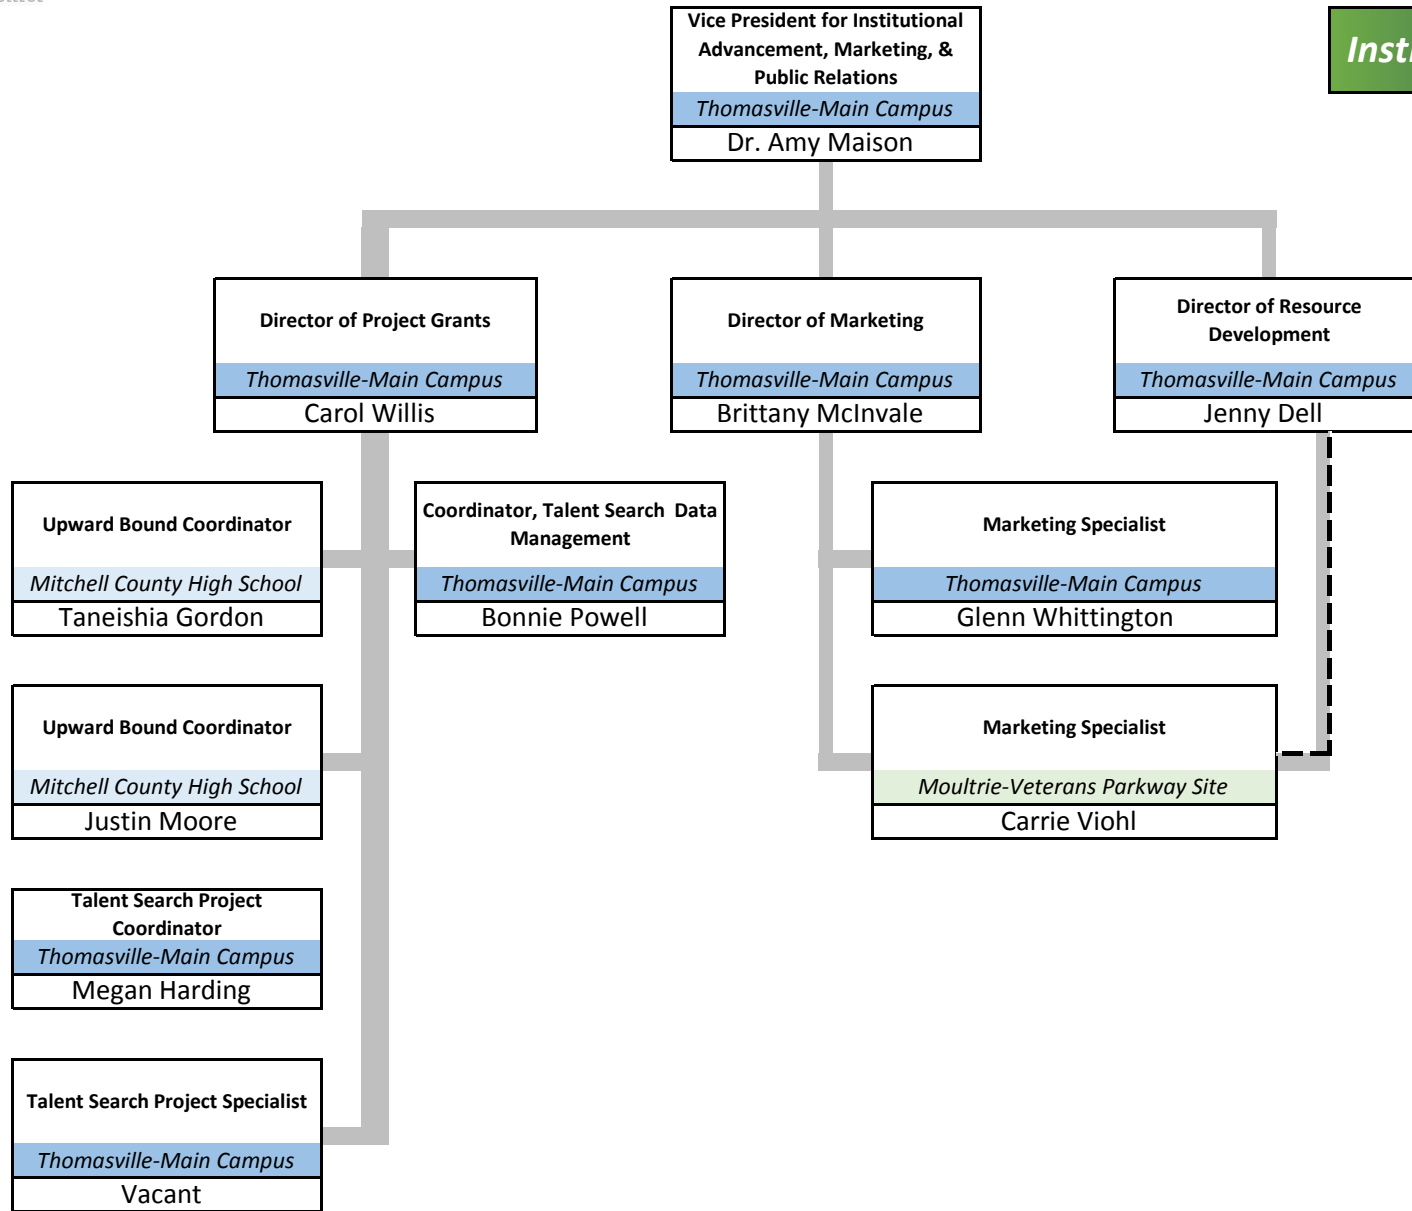 Vice President for Institutional
Advancement, Marketing, &
Public Relations
Thomasville-Main Campus
Dr. Amy Maison
Director of Project Grants
Thomasville-Main Campus
Carol Willis
Director of Marketing
Thomasville-Main Campus
Brittany McInvale
Director of Resource
Development
Thomasville-Main Campus
Jenny Dell
Upward Bound Coordinator
Mitchell County High School
Taneishia Gordon
Coordinator, Talent Search Data
Management
Thomasville-Main Campus
Bonnie Powell
Marketing Specialist
Thomasville-Main Campus
Glenn Whittington
Upward Bound Coordinator
Mitchell County High School
Justin Moore
Marketing Specialist
Moultrie-Veterans Parkway Site
Carrie Viohl
Talent Search Project
Coordinator
Thomasville-Main Campus
Megan Harding
Talent Search Project Specialist
Thomasville-Main Campus
Vacant